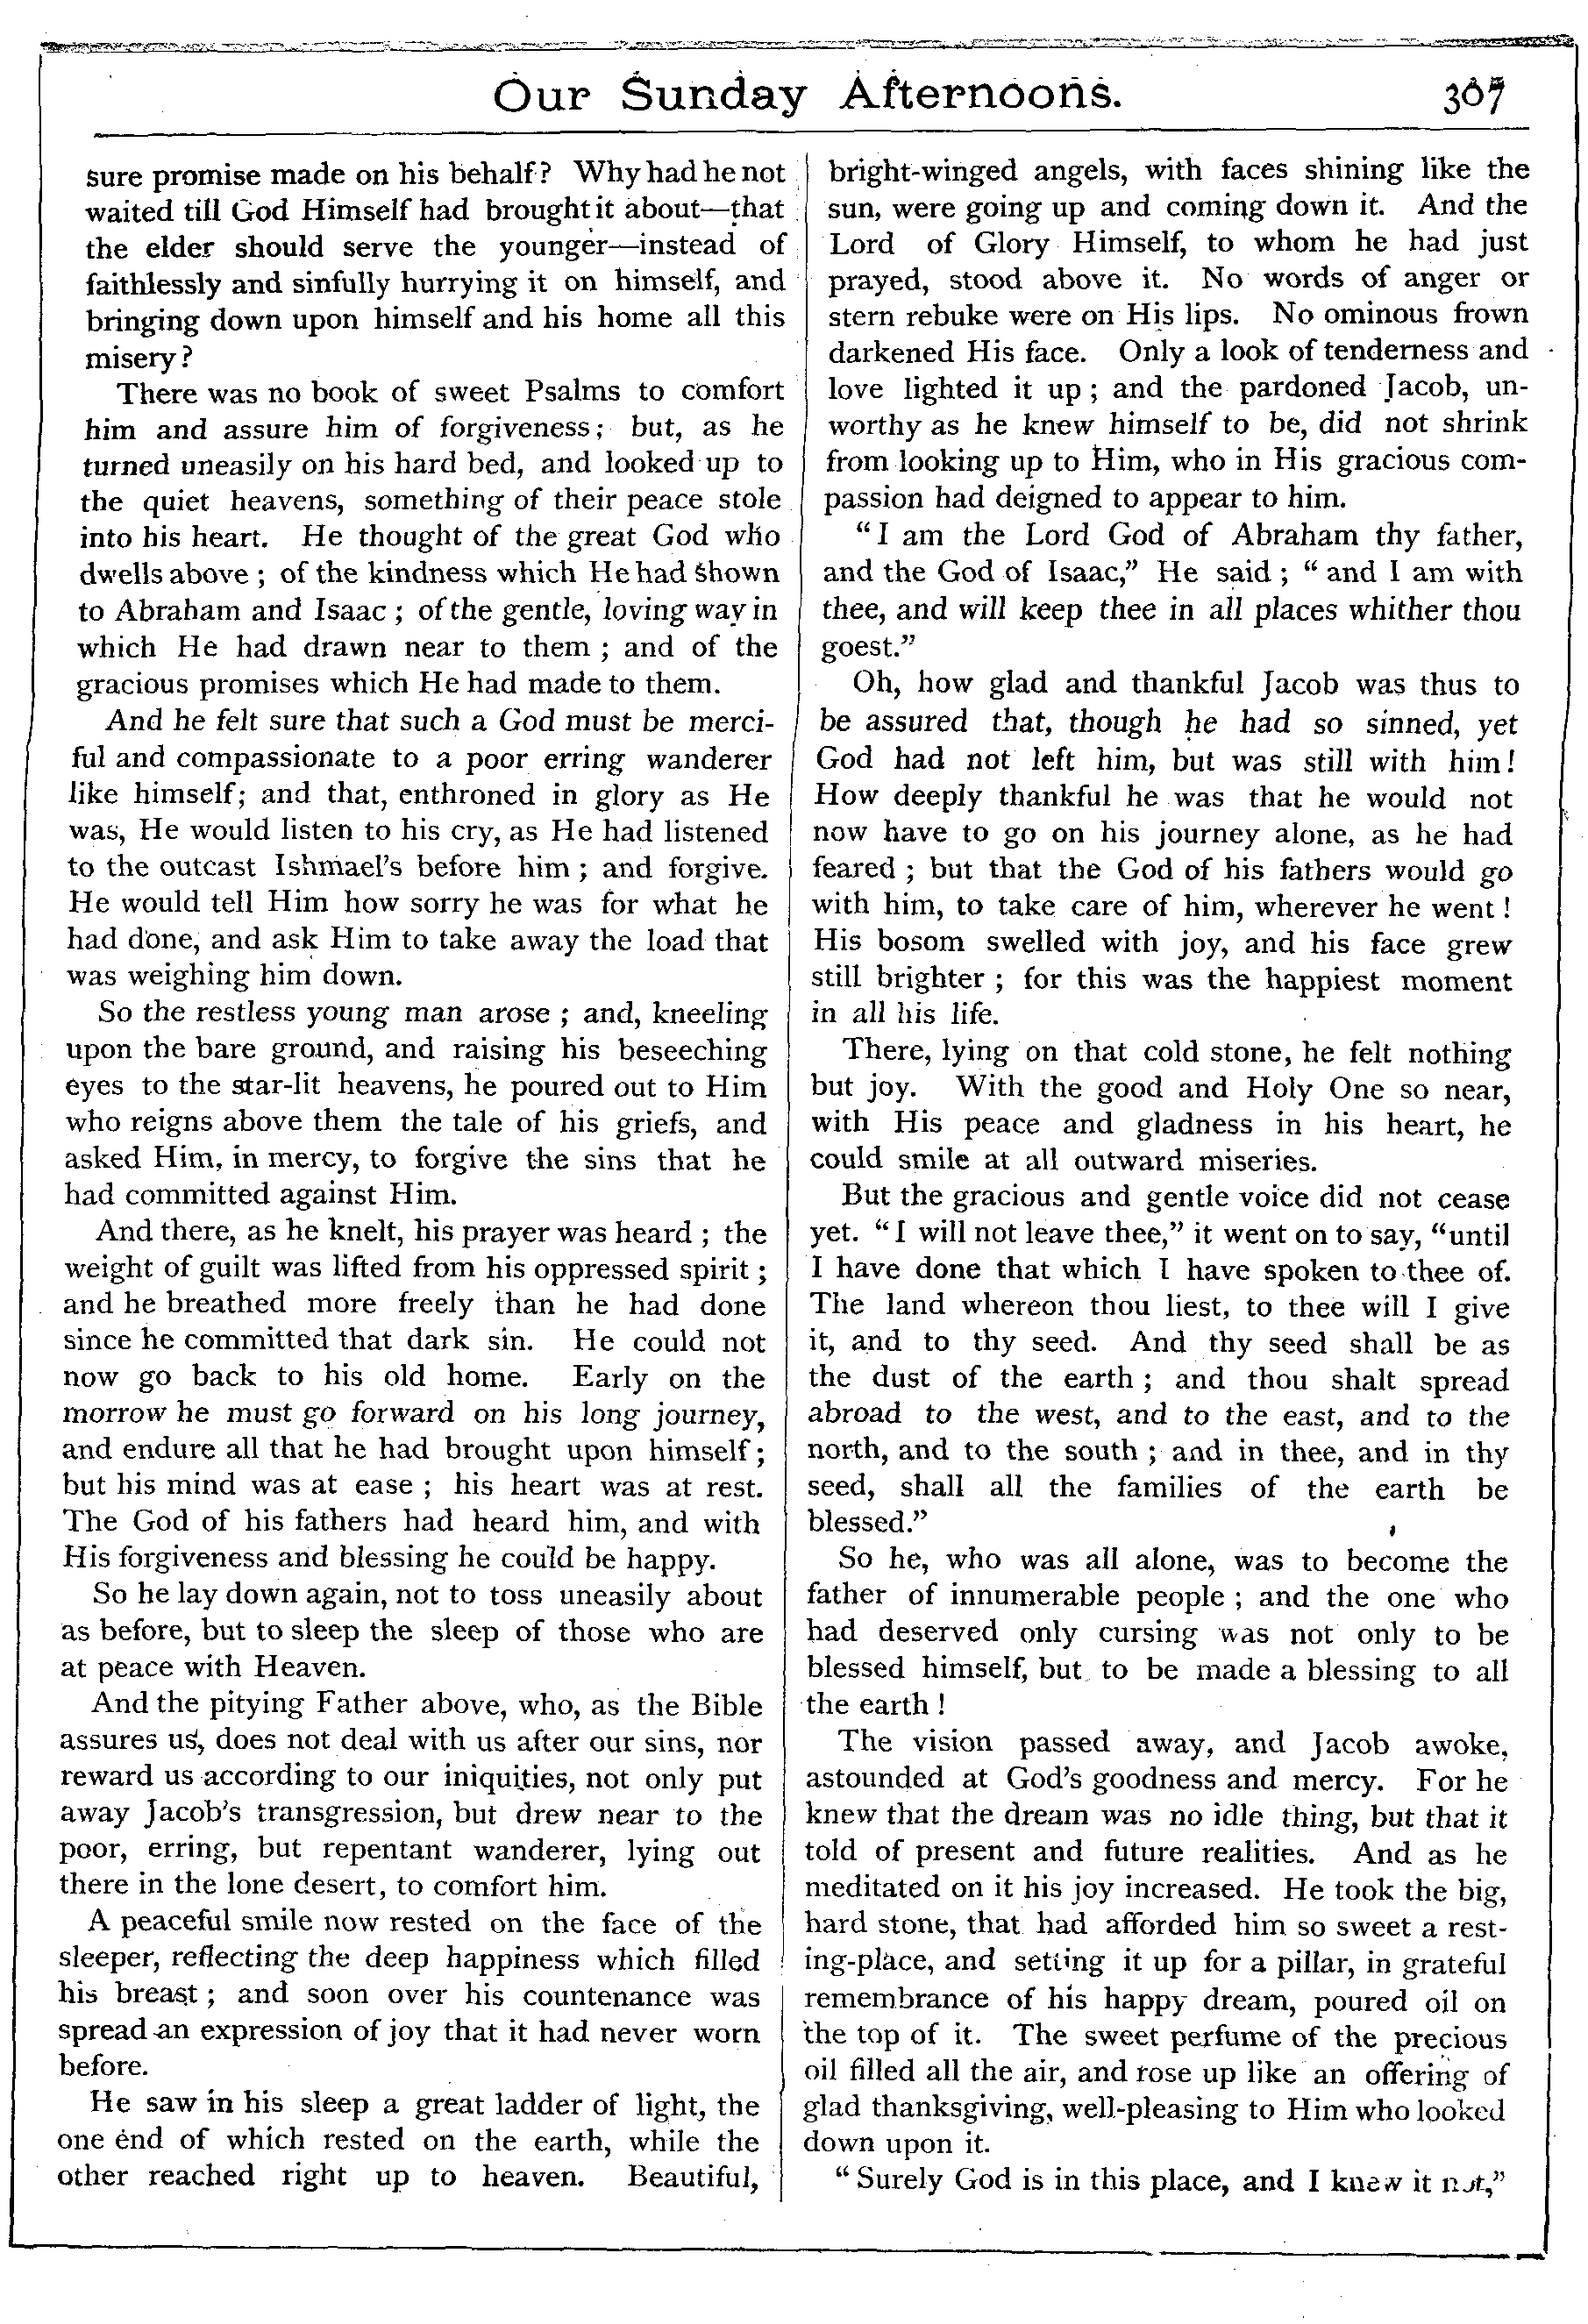 Our Sunday Afternoons.
367
sure promise made on his behalf? Why had he not
waited till God Himself had brought it about—that
the elder should serve the younger—instead of
faithlessly and sinfully hurrying it on himself, and
bringing down upon himself and his home all this
misery?
There was no book of sweet Psalms to comfort
him and assure him of forgiveness; but, as he
turned uneasily on his hard bed, and looked up to
the quiet heavens, something of their peace stole
into his heart. He thought of the great God who
dwells above; of the kindness which He had shown
to Abraham and Isaac; of the gentle, loving way in
which He had drawn near to them; and of the
gracious promises which He had made to them.
And he felt sure that such a God must be merci-
ful and compassionate to a poor erring wanderer
like himself; and that, enthroned in glory as He
was, He would listen to his cry, as He had listened
to the outcast Ishmael's before him; and forgive.
He would tell Him how sorry he was for what he
had done, and ask Him to take away the load that
was weighing him down.
So the restless young man arose; and, kneeling
upon the bare ground, and raising his beseeching
eyes to the star-lit heavens, he poured out to Him
who reigns above them the tale of his griefs, and
asked Him, in mercy, to forgive the sins that he
had committed against Him.
And there, as he knelt, his prayer was heard; the
weight of guilt was lifted from his oppressed spirit;
and he breathed more freely than he had done
since he committed that dark sin. He could not
now go back to his old home. Early on the
morrow he must go forward on his long journey,
and endure all that he had brought upon himself;
but his mind was at ease; his heart was at rest.
The God of his fathers had heard him, and with
His forgiveness and blessing he could be happy.
So he lay down again, not to toss uneasily about
as before, but to sleep the sleep of those who are
at peace with Heaven.
And the pitying Father above, who, as the Bible
assures us, does not deal with us after our sins, nor
reward us according to our iniquities, not only put
away Jacob's transgression, but drew near to the
poor, erring, but repentant wanderer, lying out
there in the lone desert, to comfort him.
A peaceful smile now rested on the face of the
sleeper, reflecting the deep happiness which filled
his breast; and soon over his countenance was
spread an expression of joy that it had never worn
before.
He saw in his sleep a great ladder of light, the
one end of which rested on the earth, while the
other reached right up to heaven. Beautiful,
bright-winged angels, with faces shining like the
sun, were going up and coming down it. And the
Lord of Glory Himself, to whom he had just
prayed, stood above it. No words of anger or
stern rebuke were on His lips. No ominous frown
darkened His face. Only a look of tenderness and
love lighted it up; and the pardoned Jacob, un-
worthy as he knew himself to be, did not shrink
from looking up to Him, who in His gracious com-
passion had deigned to appear to him.
"I am the Lord God of Abraham thy father,
and the God of Isaac," He said; "and I am with
thee, and will keep thee in all places whither thou
goest."
Oh, how glad and thankful Jacob was thus to
be assured that, though he had so sinned, yet
God had not left him, but was still with him!
How deeply thankful he was that he would not
now have to go on his journey alone, as he had
feared; but that the God of his fathers would go
with him, to take care of him, wherever he went!
His bosom swelled with joy, and his face grew
still brighter; for this was the happiest moment
in all his life.
There, lying on that cold stone, he felt nothing
but joy. With the good and Holy One so near,
with His peace and gladness in his heart, he
could smile at all outward miseries.
But the gracious and gentle voice did not cease
yet. "I will not leave thee," it went on to say, "until
I have done that which I have spoken to thee of.
The land whereon thou liest, to thee will I give
it, and to thy seed. And thy seed shall be as
the dust of the earth; and thou shalt spread
abroad to the west, and to the east, and to the
north, and to the south; and in thee, and in thy
seed, shall all the families of the earth be
blessed."
So he, who was all alone, was to become the
father of innumerable people; and the one who
had deserved only cursing was not only to be
blessed himself, but to be made a blessing to all
the earth!
The vision passed away, and Jacob awoke,
astounded at God's goodness and mercy. For he
knew that the dream was no idle thing, but that it
told of present and future realities. And as he
meditated on it his joy increased. He took the big,
hard stone, that had afforded him so sweet a rest-
ing-place, and setting it up for a pillar, in grateful
remembrance of his happy dream, poured oil on
the top of it. The sweet perfume of the precious
oil filled all the air, and rose up like an offering of
glad thanksgiving, well-pleasing to Him who looked
down upon it.
"Surely God is in this place, and I knew it not,"